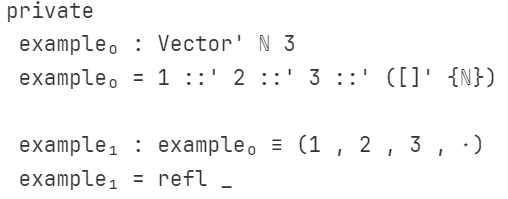 private
 example₀ : Vector' ℕ 3
 example₀ = 1 ::' 2 ::' 3 ::' ([]' {ℕ})

 example₁ : example₀ ≡ (1 , 2 , 3 , ⋆)
 example₁ = refl _